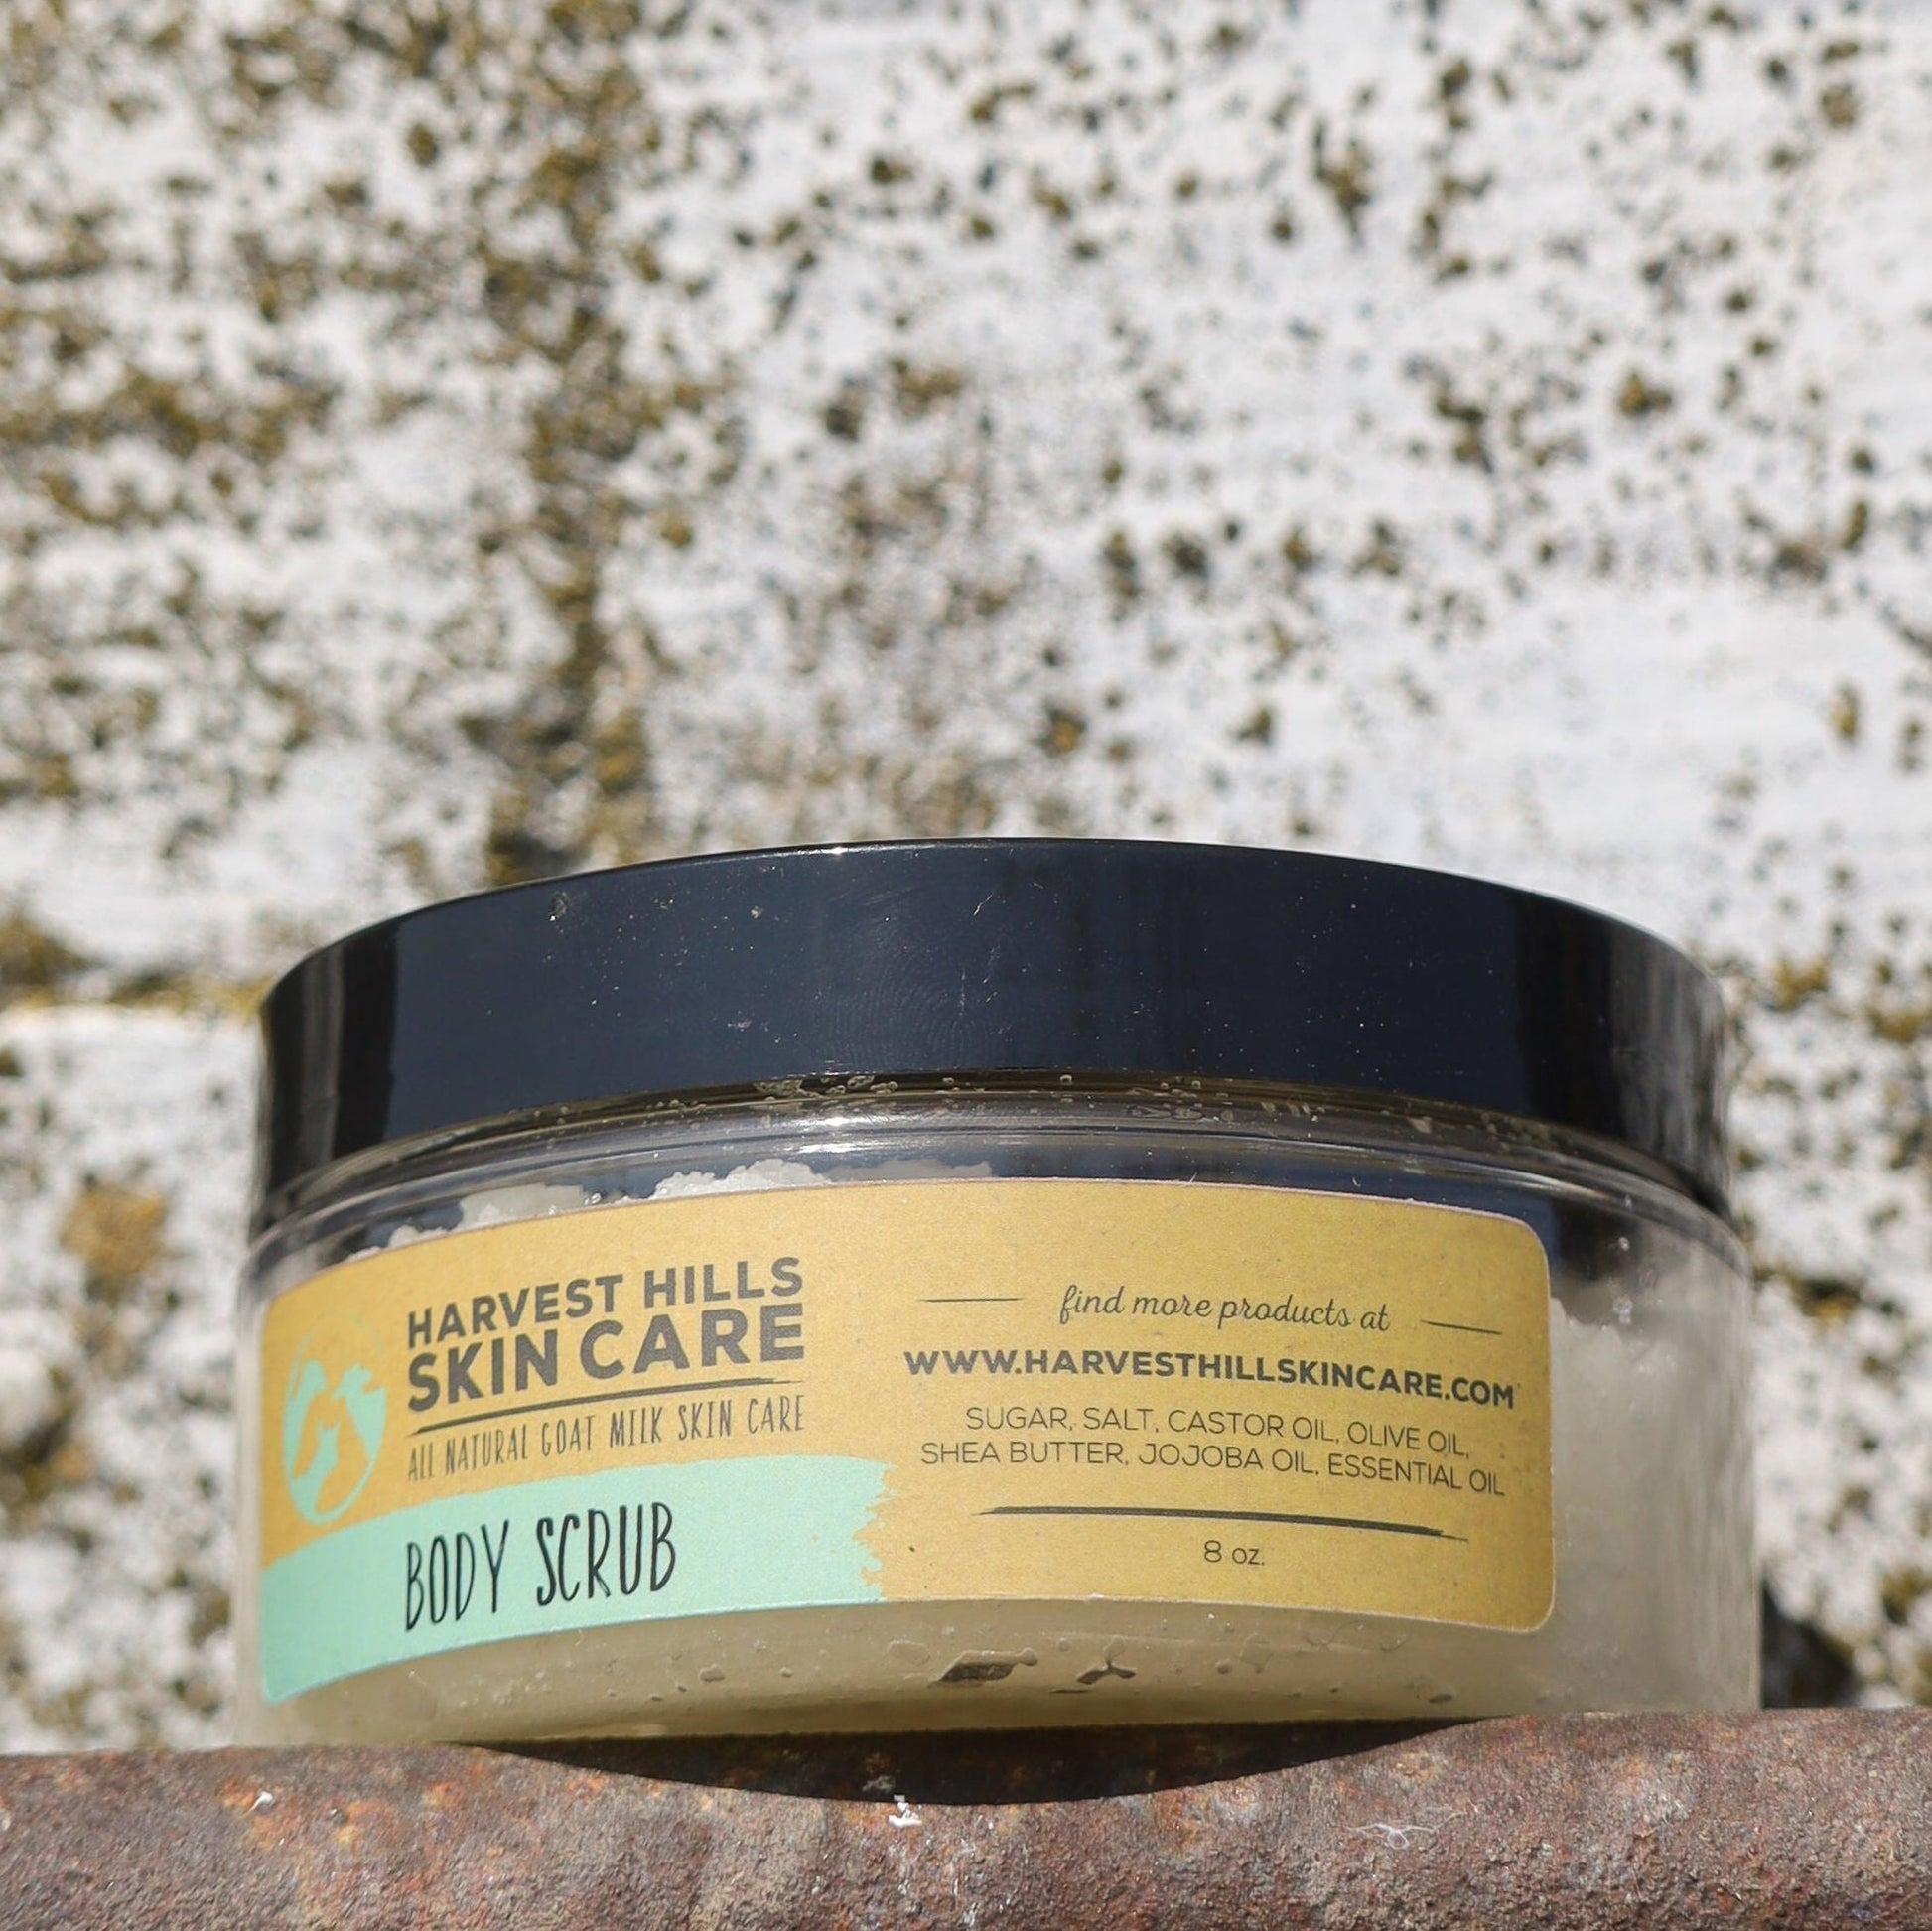 HARVEST HILLS
SKIN CARE
ALL NATURAL GOAT MILK SKIN CARE
BODY SCRUB
find more products at
WWW.HARVESTHILLSKINCARE.COM
SUGAR, SALT, CASTOR OIL, OLIVE OIL,
SHEA BUTTER, JOJOBA OIL, ESSENTIAL OIL
8 oz.